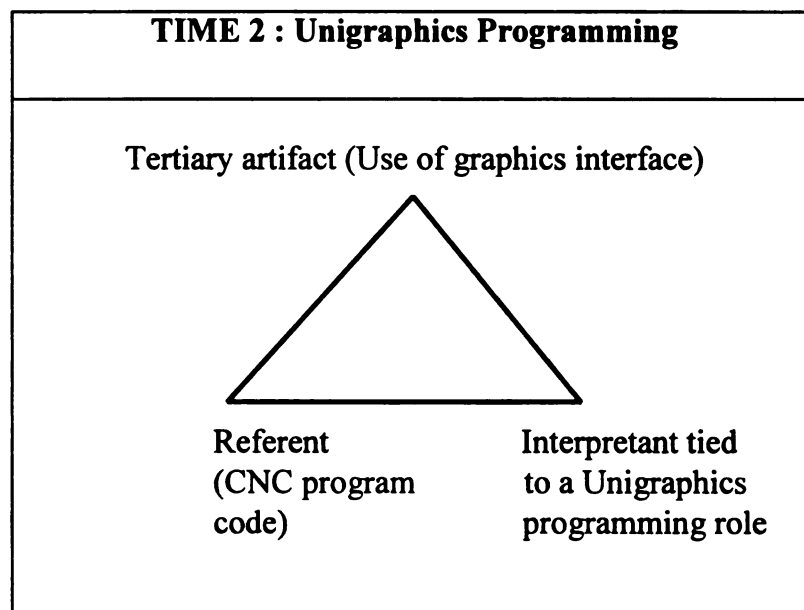 TIME 2 : Unigraphics Programming
Tertiary artifact (Use of graphics interface)
Referent
(CNC program
code)
Interpretant tied
to a Unigraphics
programming role